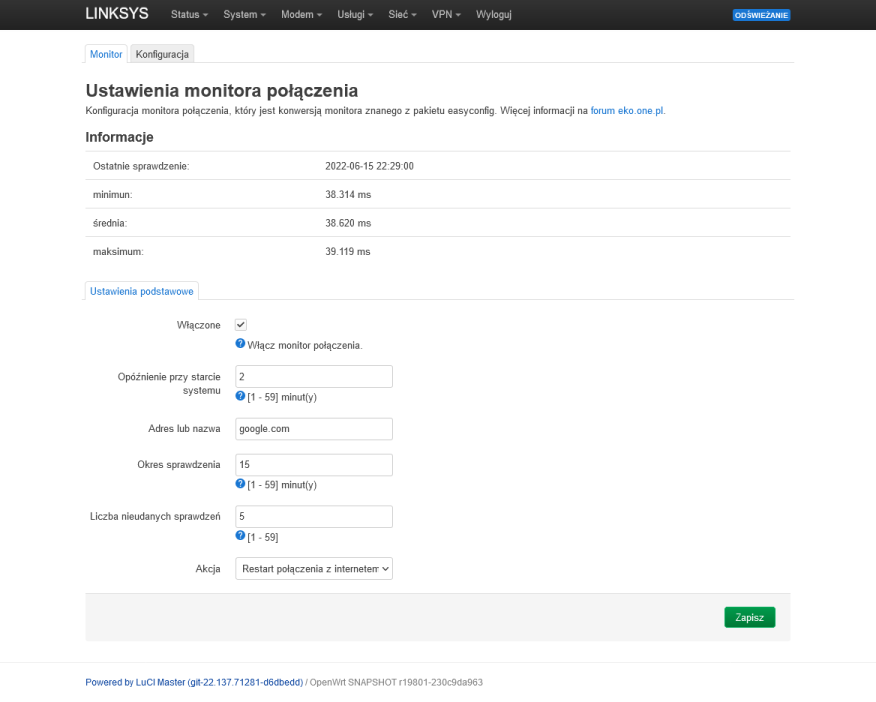 LINKSYS Status System Modem Usługi Sieć VPN Wyloguj ODŚWIEŻANIE
Monitor Konfiguracja
Ustawienia monitora połączenia
Konfiguracja monitora połączenia, który jest konwersją monitora znanego z pakietu easyconfig. Więcej informacji na forum eko.one.pl.
Informacje
Ostatnie sprawdzenie: 2022-06-15 22:29:00
minimun: 38.314 ms
średnia: 38.620 ms
maksimum: 39.119 ms
Ustawienia podstawowe
Włączone
Włącz monitor połączenia.
Opóźnienie przy starcie
systemu
2
[1 - 59] minut(y)
Adres lub nazwa google.com
Okres sprawdzenia 15
[1 - 59] minut(y)
Liczba nieudanych sprawdzeń 5
[1 - 59]
Akcja Restart połączenia z internetem
Zapisz
Powered by LuCI Master (git-22.137.71281-d6dbedd) / OpenWrt SNAPSHOT r19801-230c9da963